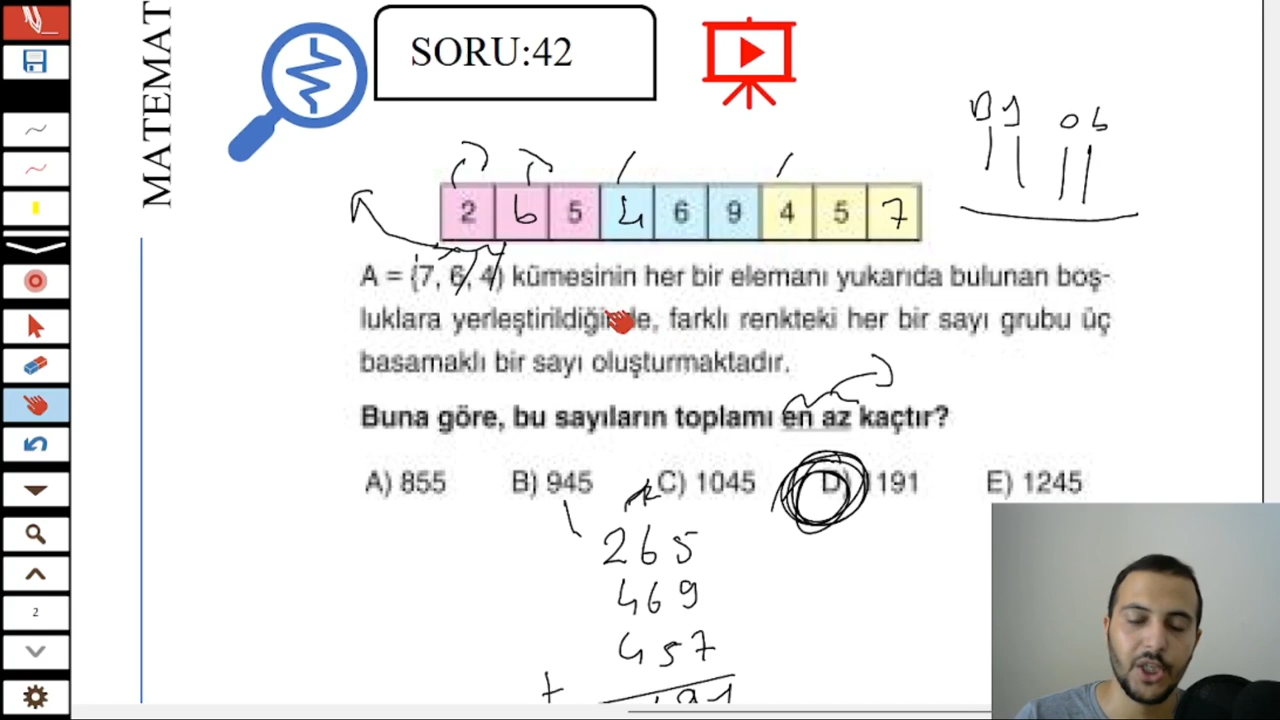 MATEMAT
SORU:42
2 6 5 4 6 9 4 5 7
A = {7, 6, 4} kümesinin her bir elemanı yukarıda bulunan boş-
luklara yerleştirildiğinde, farklı renkteki her bir sayı grubu üç
basamaklı bir sayı oluşturmaktadır.
Buna göre, bu sayıların toplamı en az kaçtır?
A) 855 B) 945 C) 1045 D) 1191 E) 1245
265
469
457
+
2